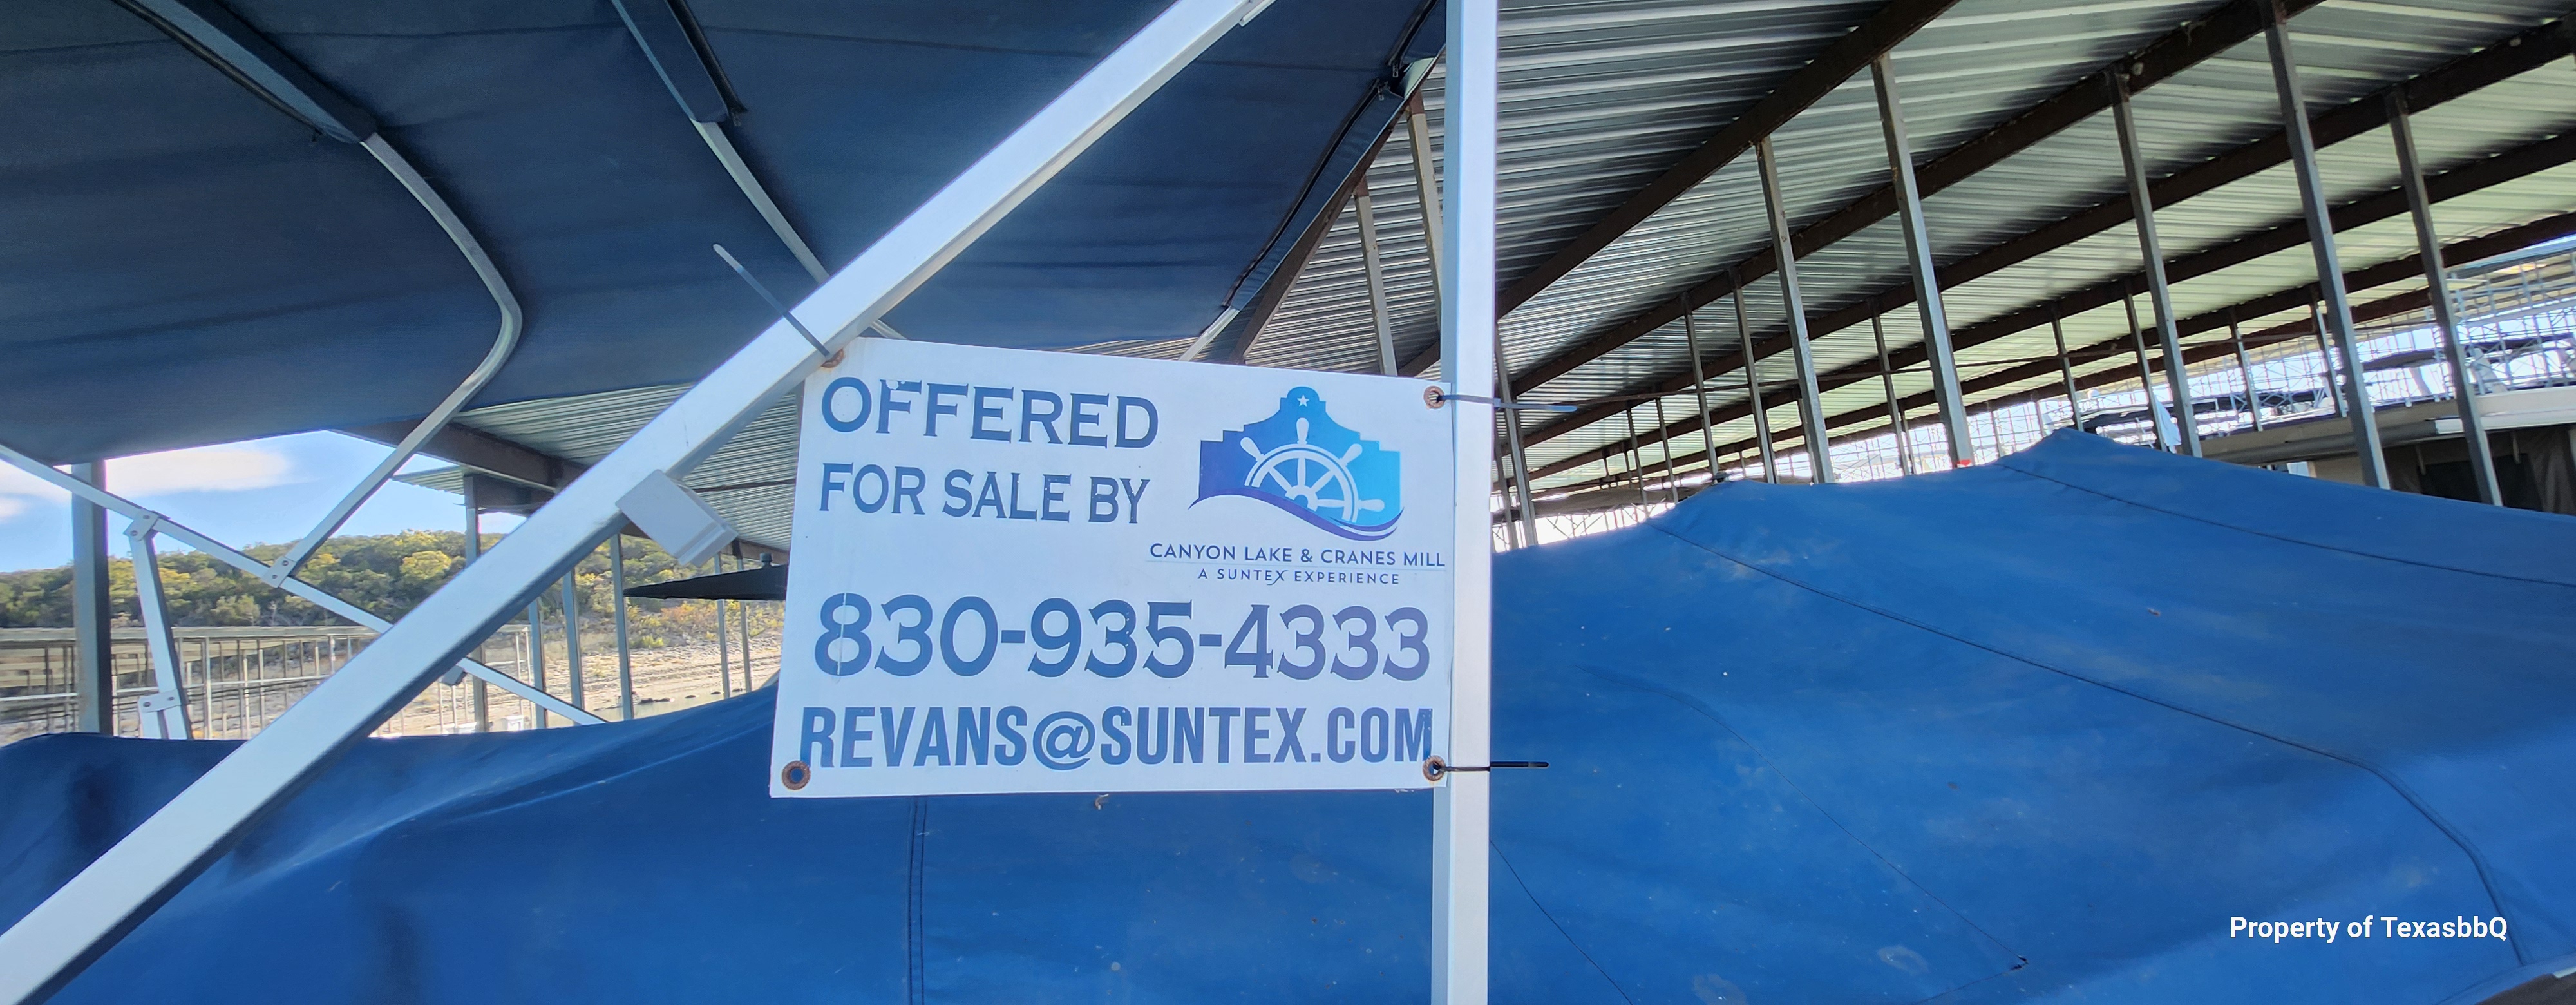 OFFERED
FOR SALE BY
CANYON LAKE & CRANES MILL
A SUNTEX EXPERIENCE
830-935-4333
REVANS@SUNTEX.COM
Property of TexasbbQ